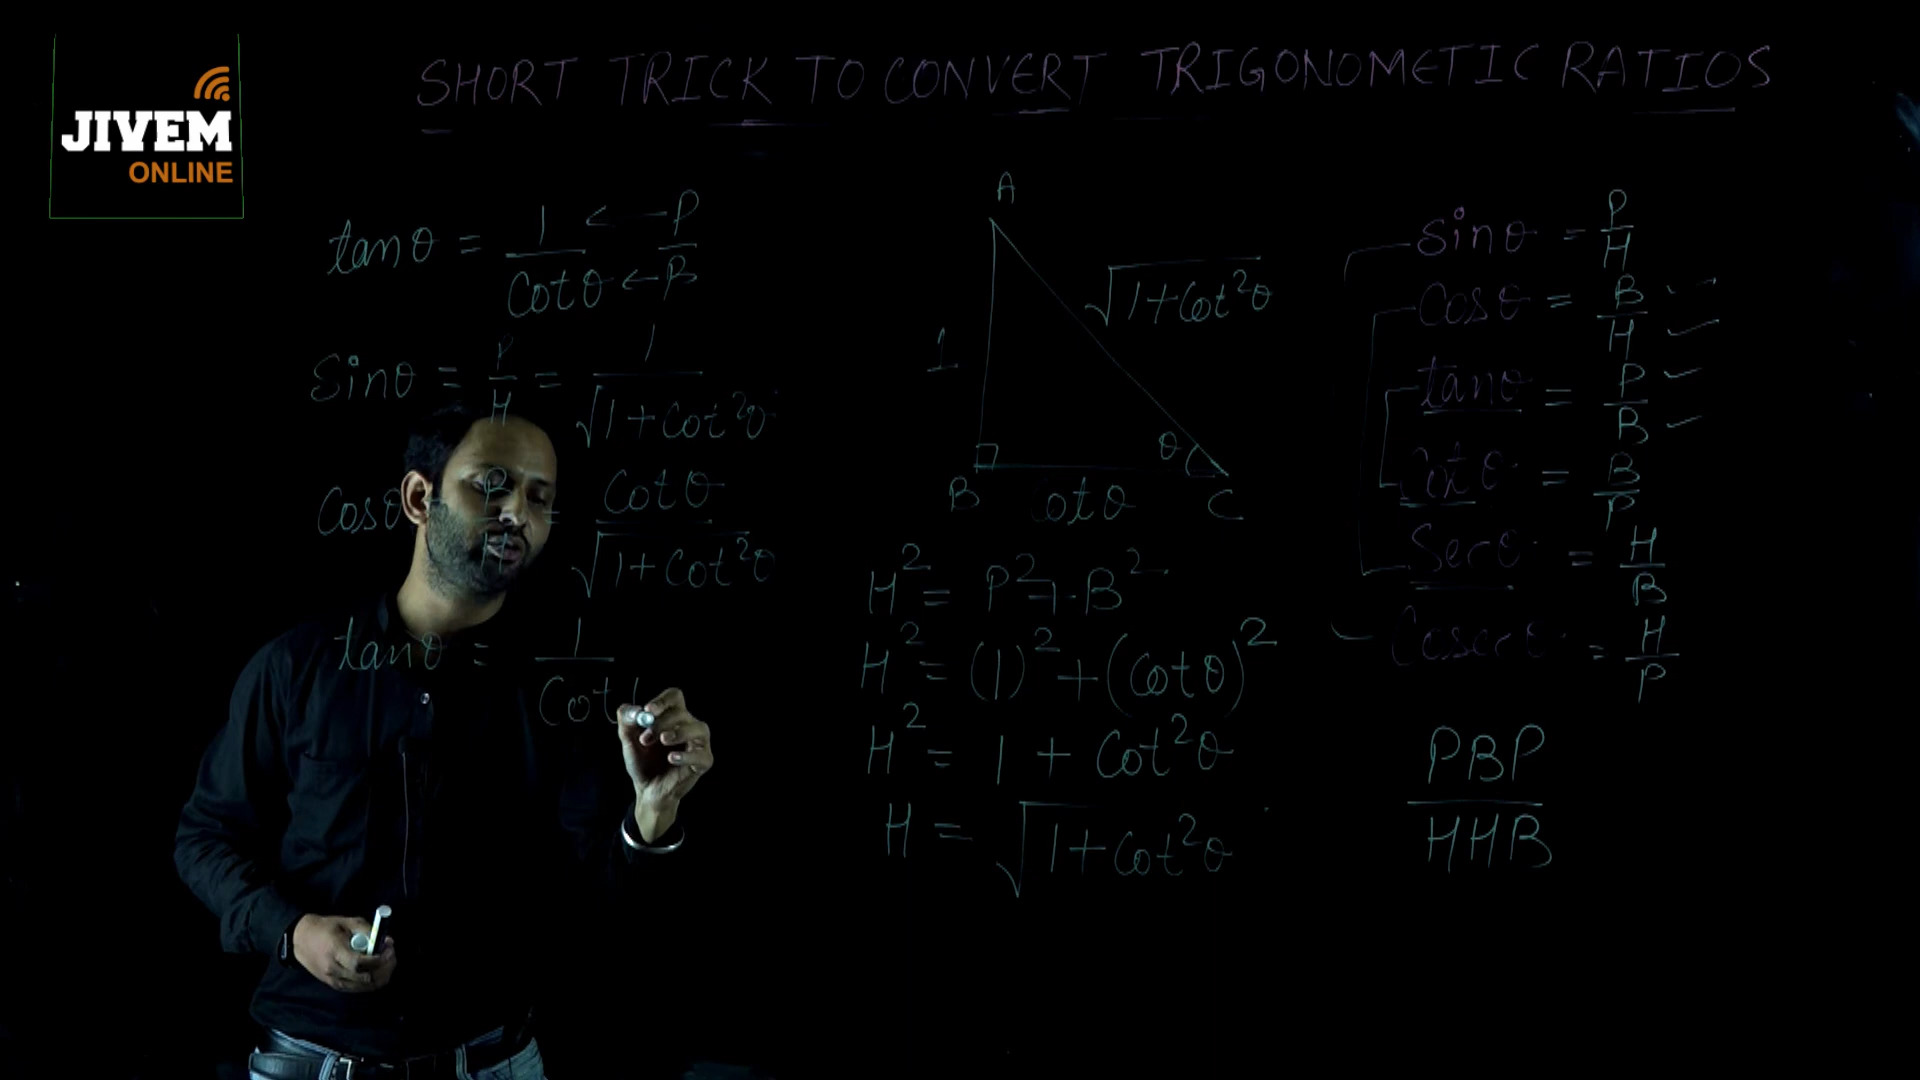 JIVEM
ONLINE
SHORT TRICK TO CONVERT TRIGONOMETIC RATIOS
tanθ = 1/Cotθ ← P/B
Sinθ = P/H = 1/√1+Cot²θ
Cosθ = B/H = Cotθ/√1+Cot²θ
tanθ = 1/Cot
A
1
√1+Cot²θ
θ
B Cotθ C
H² = P²+B²
H² = (1)²+(Cotθ)²
H² = 1 + Cot²θ
H = √1+Cot²θ
Sinθ = P/H
Cosθ = B/H
tanθ = P/B
Cotθ = B/P
Secθ = H/B
Cosecθ = H/P
PBP
HHB